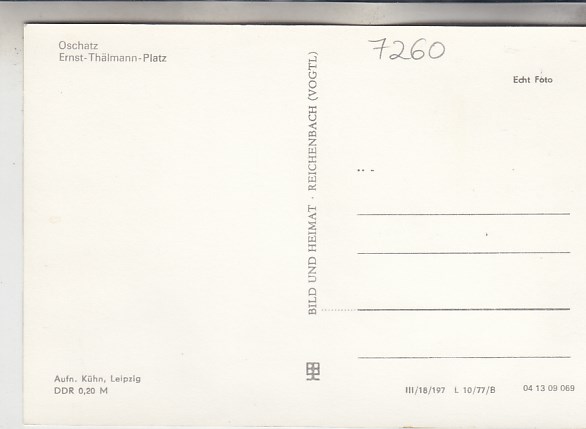 Oschatz
Ernst-Thälmann-Platz
7260
Echt Foto
BILD UND HEIMAT · REICHENBACH (VOGTL)
Aufn. Kühn, Leipzig
DDR 0,20 M
III/18/197 L 10/77/B 04 13 09 069